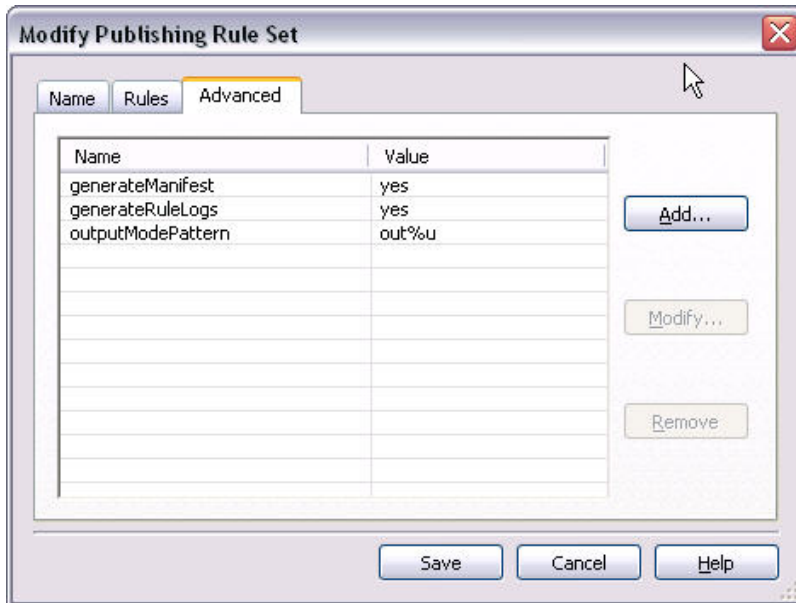 Modify Publishing Rule Set
Name Rules Advanced
Name Value
generateManifest yes
generateRuleLogs yes
outputModePattern out%u
Add...
Modify...
Remove
Save Cancel Help